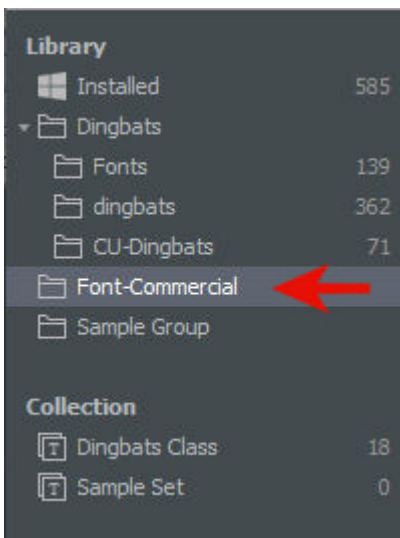 Library
Installed 585
Dingbats
Fonts 139
dingbats 362
CU-Dingbats 71
Font-Commercial
Sample Group
Collection
Dingbats Class 18
Sample Set 0